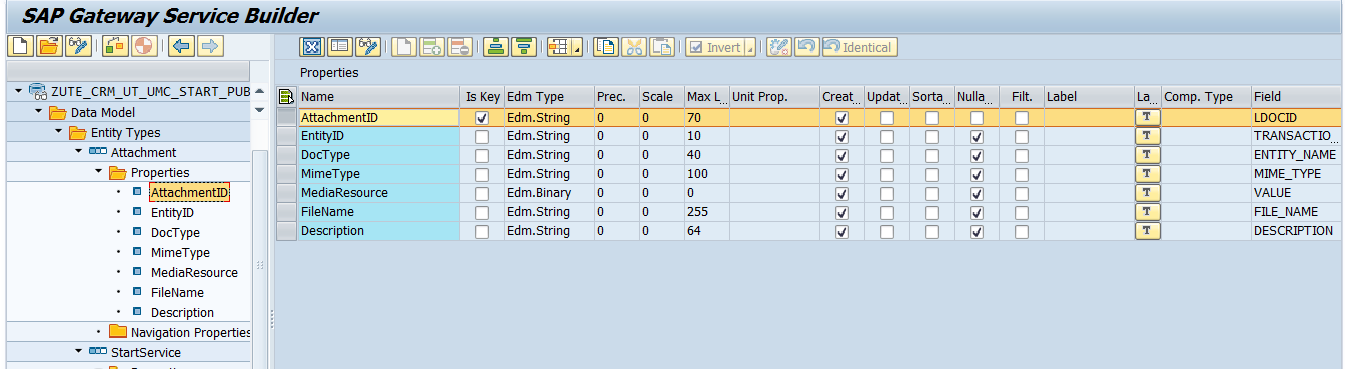 SAP Gateway Service Builder
Invert
Identical
Properties
ZUTE_CRM_UT_UMC_START_PUB
Data Model
Entity Types
Attachment
Properties
AttachmentID
EntityID
DocType
MimeType
MediaResource
FileName
Description
Navigation Properties
StartService
Name Is Key Edm Type Prec. Scale Max L... Unit Prop. Creat... Updat... Sorta... Nulla... Filt. Label La... Comp. Type Field
AttachmentID Edm.String 0 0 70 T LDOCID
EntityID Edm.String 0 0 10 T TRANSACTIO...
DocType Edm.String 0 0 40 T ENTITY_NAME
MimeType Edm.String 0 0 100 T MIME_TYPE
MediaResource Edm.Binary 0 0 0 T VALUE
FileName Edm.String 0 0 255 T FILE_NAME
Description Edm.String 0 0 64 T DESCRIPTION